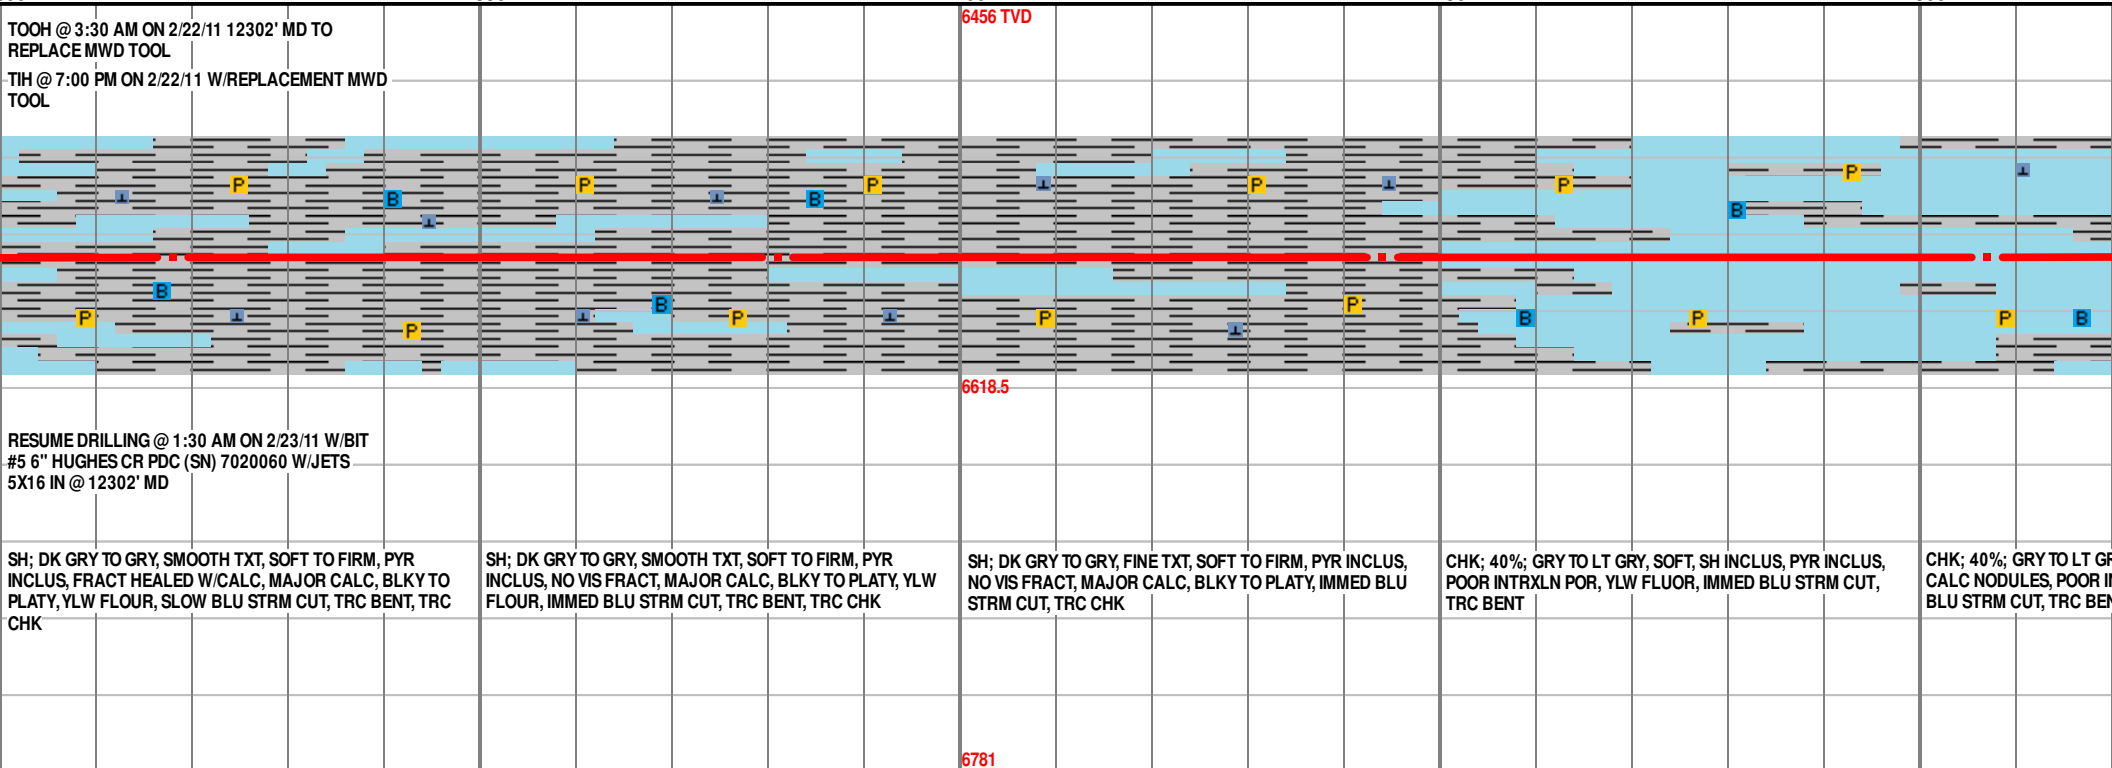 TOOH @ 3:30 AM ON 2/22/11 12302' MD TO
REPLACE MWD TOOL
TIH @ 7:00 PM ON 2/22/11 W/REPLACEMENT MWD
TOOL
6456 TVD
P
P
P
P
P
P
P
B
B
B
B
B
P
P
P
P
P
P
P
B
B
B
6618.5
RESUME DRILLING @ 1:30 AM ON 2/23/11 W/BIT
#5 6" HUGHES CR PDC (SN) 7020060 W/JETS
5X16 IN @ 12302' MD
SH; DK GRY TO GRY, SMOOTH TXT, SOFT TO FIRM, PYR
INCLUS, FRACT HEALED W/CALC, MAJOR CALC, BLKY TO
PLATY, YLW FLOUR, SLOW BLU STRM CUT, TRC BENT, TRC
CHK
SH; DK GRY TO GRY, SMOOTH TXT, SOFT TO FIRM, PYR
INCLUS, NO VIS FRACT, MAJOR CALC, BLKY TO PLATY, YLW
FLOUR, IMMED BLU STRM CUT, TRC BENT, TRC CHK
SH; DK GRY TO GRY, FINE TXT, SOFT TO FIRM, PYR INCLUS,
NO VIS FRACT, MAJOR CALC, BLKY TO PLATY, IMMED BLU
STRM CUT, TRC CHK
CHK; 40%; GRY TO LT GRY, SOFT, SH INCLUS, PYR INCLUS,
POOR INTRXLN POR, YLW FLUOR, IMMED BLU STRM CUT,
TRC BENT
CHK; 40%; GRY TO LT
CALC NODULES, POOR
BLU STRM CUT, TRC
6781